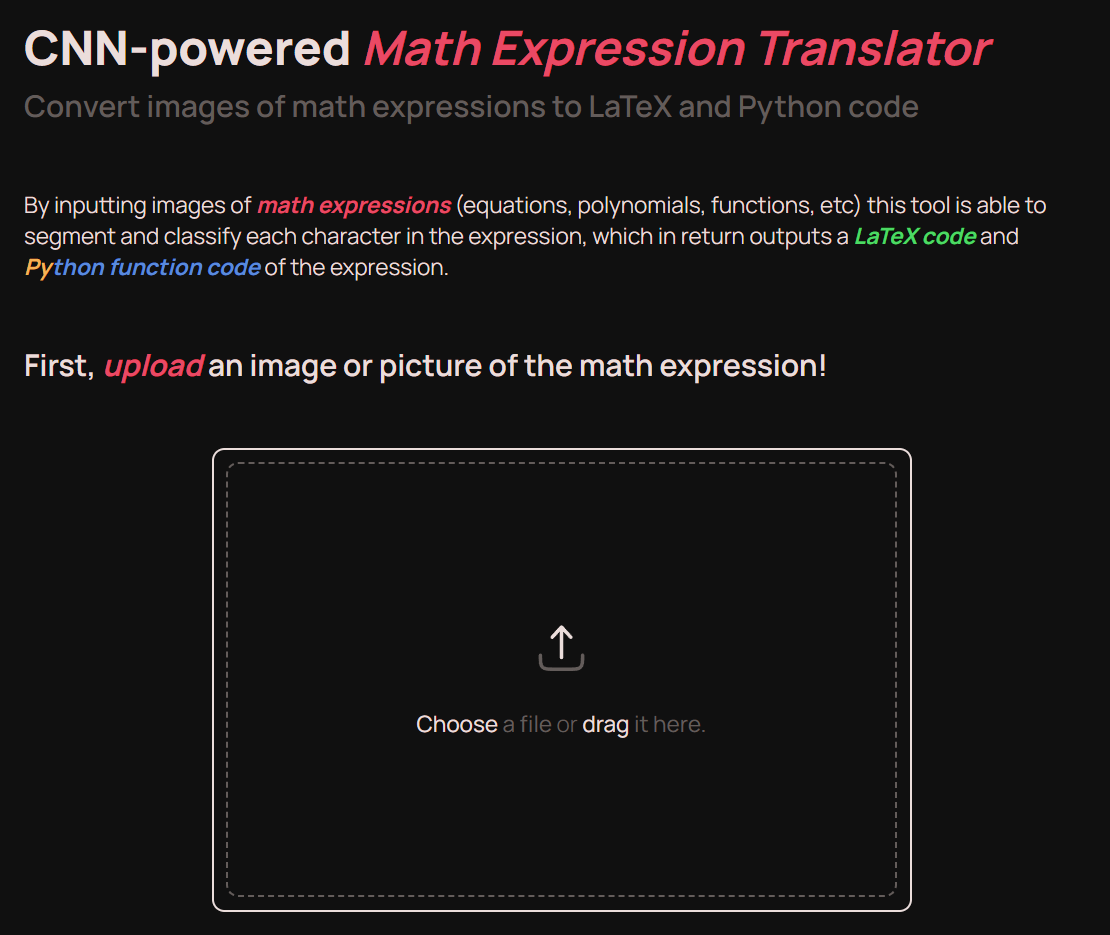 CNN-powered Math Expression Translator
Convert images of math expressions to LaTeX and Python code
By inputting images of math expressions (equations, polynomials, functions, etc) this tool is able to
segment and classify each character in the expression, which in return outputs a LaTeX code and
Python function code of the expression.
First, upload an image or picture of the math expression!
Choose a file or drag it here.